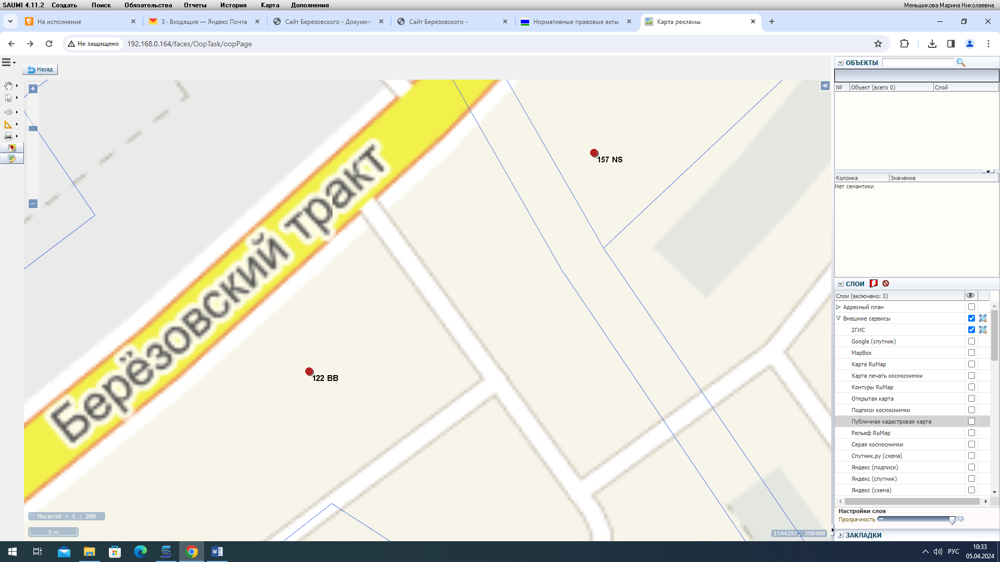 SAUMI 4.11.2 Создать Поиск Обязательства Отчеты История Карта Дополнения Меньшикова Марина Николаевна
На исполнение
3 · Входящие — Яндекс Почта
Сайт Березовского - Документ
Сайт Березовского -
Нормативные правовые акты
Карта рекламы
Не защищено 192.168.0.164/faces/OopTask/oopPage
Назад
Берёзовский тракт
157 NS
122 BB
Масштаб = 1 : 200
5 m
1544297, 398400
ОБЪЕКТЫ
№ Объект (всего 0) Слой
Колонка Значение
Нет семантики
СЛОИ
Слои (включено: 3)
Адресный план
Внешние сервисы
2ГИС
Google (спутник)
MapBox
Карта RuMap
Карта печать космоснимки
Контуры RuMap
Открытая карта
Подписи космоснимки
Публичная кадастровая карта
Рельеф RuMap
Серая космоснимки
Спутник.ру (схема)
Яндекс (подписи)
Яндекс (спутник)
Яндекс (схема)
Настройки слоя
Прозрачность
ЗАКЛАДКИ
РУС
10:33
05.04.2024